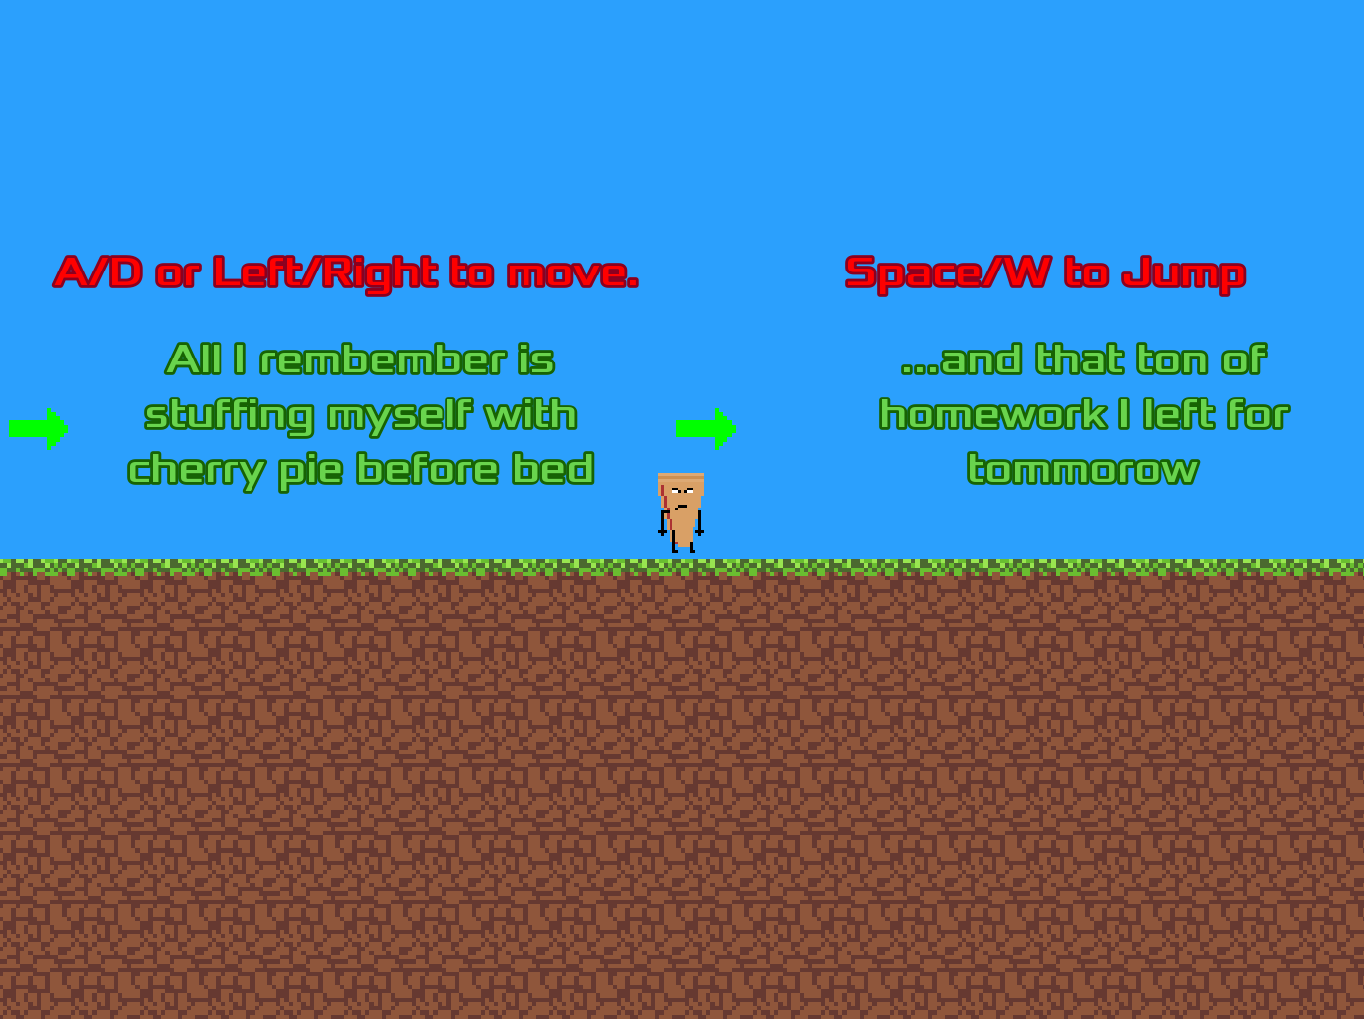 A/D or Left/Right to move.
All I rembember is
stuffing myself with
cherry pie before bed
Space/W to Jump
...and that ton of
homework I left for
tommorow